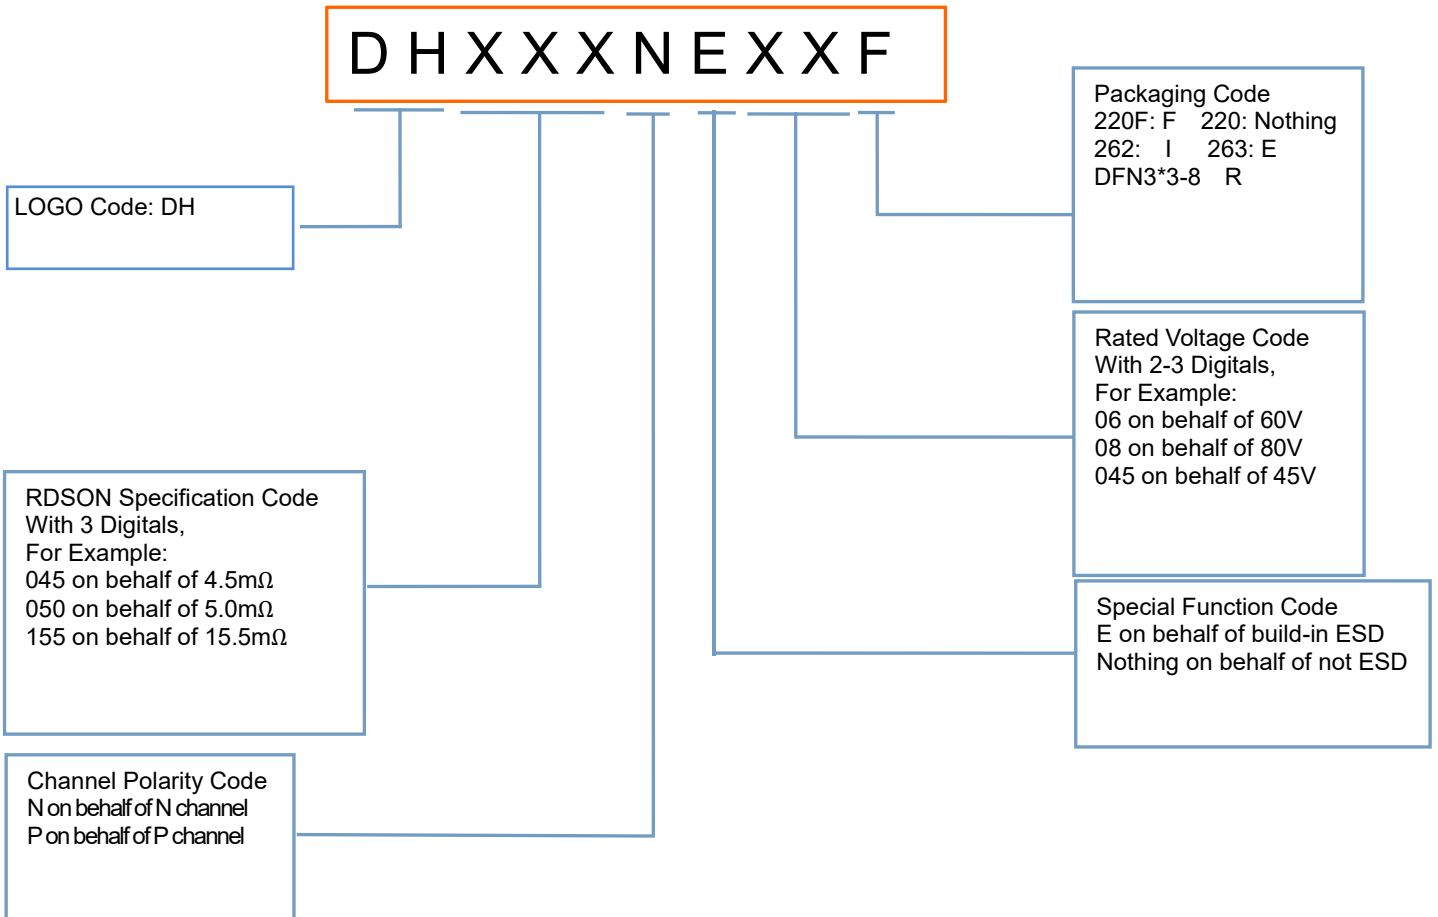 D H X X X N E X X F
Packaging Code
220F: F 220: Nothing
262: I 263: E
DFN3*3-8 R
LOGO Code: DH
Rated Voltage Code
With 2-3 Digitals,
For Example:
06 on behalf of 60V
08 on behalf of 80V
045 on behalf of 45V
RDSON Specification Code
With 3 Digitals,
For Example:
045 on behalf of 4.5mΩ
050 on behalf of 5.0mΩ
155 on behalf of 15.5mΩ
Special Function Code
E on behalf of build-in ESD
Nothing on behalf of not ESD
Channel Polarity Code
N on behalf of N channel
P on behalf of P channel